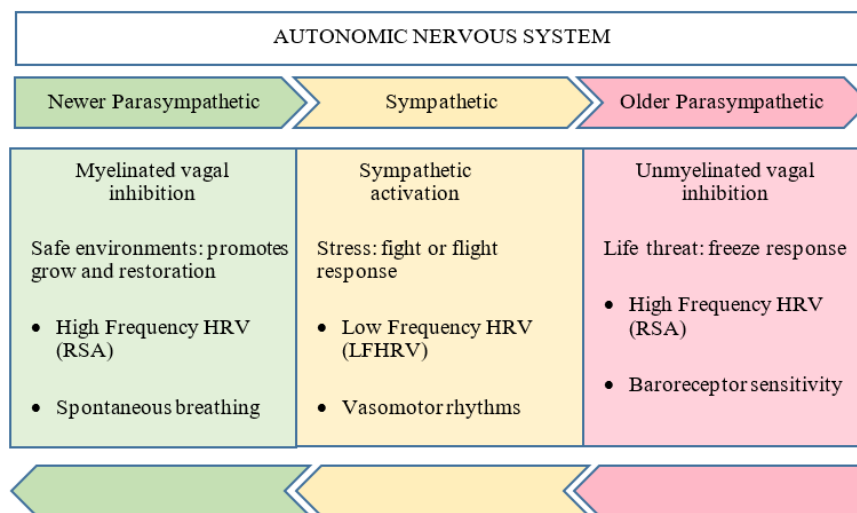 AUTONOMIC NERVOUS SYSTEM
Newer Parasympathetic
Sympathetic
Older Parasympathetic
Myelinated vagal
inhibition
Safe environments: promotes
grow and restoration
• High Frequency HRV
(RSA)
• Spontaneous breathing
Sympathetic
activation
Stress: fight or flight
response
• Low Frequency HRV
(LFHRV)
• Vasomotor rhythms
Unmyelinated vagal
inhibition
Life threat: freeze response
• High Frequency HRV
(RSA)
• Baroreceptor sensitivity